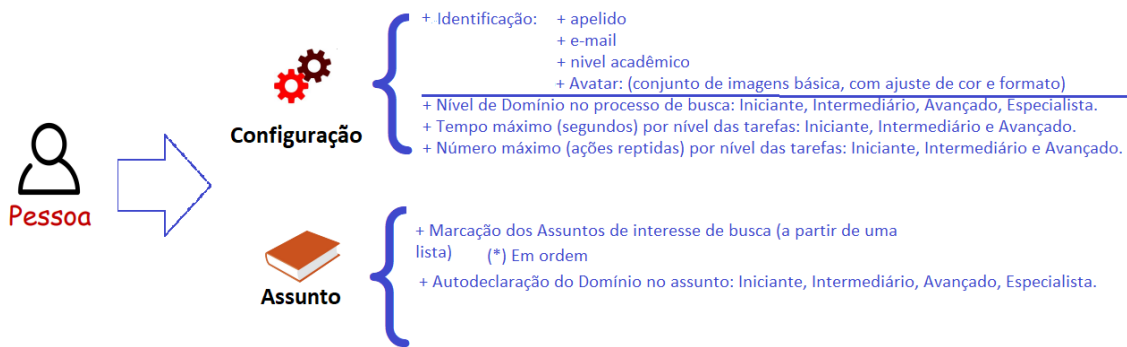 + Identificação: + apelido
+ e-mail
+ nivel acadêmico
+ Avatar: (conjunto de imagens básica, com ajuste de cor e formato)
+ Nível de Domínio no processo de busca: Iniciante, Intermediário, Avançado, Especialista.
+ Tempo máximo (segundos) por nível das tarefas: Iniciante, Intermediário e Avançado.
+ Número máximo (ações reptidas) por nível das tarefas: Iniciante, Intermediário e Avançado.
Configuração
Pessoa
+ Marcação dos Assuntos de interesse de busca (a partir de uma
lista) (*) Em ordem
+ Autodeclaração do Domínio no assunto: Iniciante, Intermediário, Avançado, Especialista.
Assunto